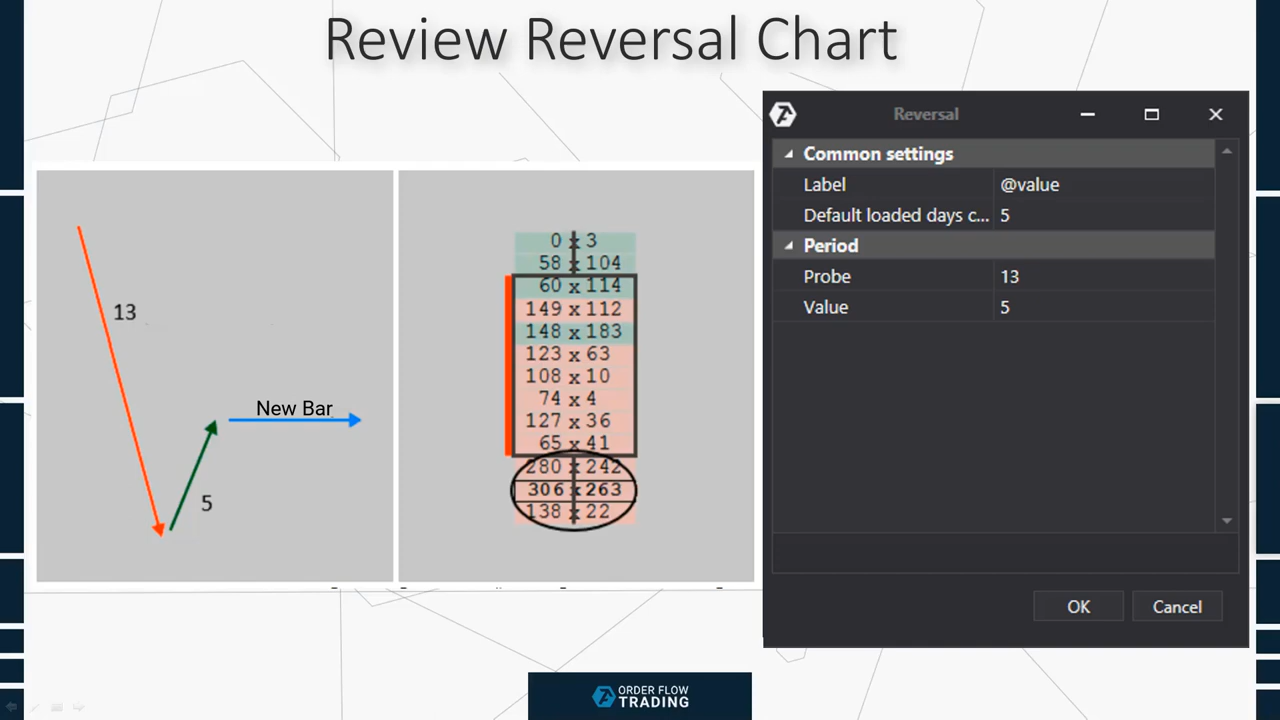 Review Reversal Chart
13
New Bar
5
0 x 3
58 x 104
60 x 114
149 x 112
148 x 183
123 x 63
108 x 10
74 x 4
127 x 36
65 x 41
280 x 242
306 x 263
138 x 22
Reversal
Common settings
Label @value
Default loaded days c... 5
Period
Probe 13
Value 5
OK Cancel
ORDER FLOW
TRADING